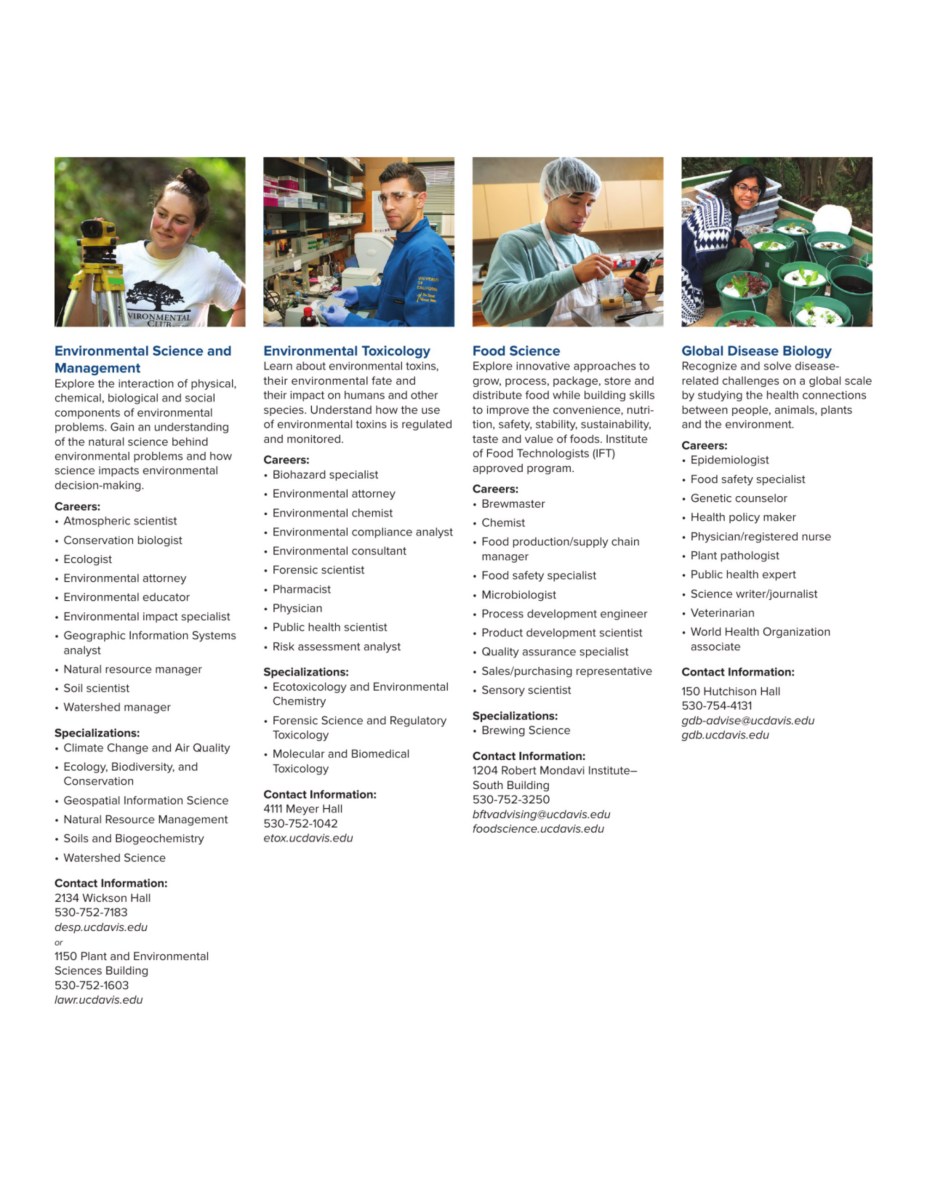 VIRONMENTAL
CLUB
Environmental Science and
Management
Explore the interaction of physical,
chemical, biological and social
components of environmental
problems. Gain an understanding
of the natural science behind
environmental problems and how
science impacts environmental
decision-making.
Careers:
• Atmospheric scientist
• Conservation biologist
• Ecologist
• Environmental attorney
• Environmental educator
• Environmental impact specialist
• Geographic Information Systems
analyst
• Natural resource manager
• Soil scientist
• Watershed manager
Specializations:
• Climate Change and Air Quality
• Ecology, Biodiversity, and
Conservation
• Geospatial Information Science
• Natural Resource Management
• Soils and Biogeochemistry
• Watershed Science
Contact Information:
2134 Wickson Hall
530-752-7183
desp.ucdavis.edu
or
1150 Plant and Environmental
Sciences Building
530-752-1603
lawr.ucdavis.edu
Environmental Toxicology
Learn about environmental toxins,
their environmental fate and
their impact on humans and other
species. Understand how the use
of environmental toxins is regulated
and monitored.
Careers:
• Biohazard specialist
• Environmental attorney
• Environmental chemist
• Environmental compliance analyst
• Environmental consultant
• Forensic scientist
• Pharmacist
• Physician
• Public health scientist
• Risk assessment analyst
Specializations:
• Ecotoxicology and Environmental
Chemistry
• Forensic Science and Regulatory
Toxicology
• Molecular and Biomedical
Toxicology
Contact Information:
4111 Meyer Hall
530-752-1042
etox.ucdavis.edu
Food Science
Explore innovative approaches to
grow, process, package, store and
distribute food while building skills
to improve the convenience, nutri-
tion, safety, stability, sustainability,
taste and value of foods. Institute
of Food Technologists (IFT)
approved program.
Careers:
• Brewmaster
• Chemist
• Food production/supply chain
manager
• Food safety specialist
• Microbiologist
• Process development engineer
• Product development scientist
• Quality assurance specialist
• Sales/purchasing representative
• Sensory scientist
Specializations:
• Brewing Science
Contact Information:
1204 Robert Mondavi Institute–
South Building
530-752-3250
bftvadvising@ucdavis.edu
foodscience.ucdavis.edu
Global Disease Biology
Recognize and solve disease-
related challenges on a global scale
by studying the health connections
between people, animals, plants
and the environment.
Careers:
• Epidemiologist
• Food safety specialist
• Genetic counselor
• Health policy maker
• Physician/registered nurse
• Plant pathologist
• Public health expert
• Science writer/journalist
• Veterinarian
• World Health Organization
associate
Contact Information:
150 Hutchison Hall
530-754-4131
gdb-advise@ucdavis.edu
gdb.ucdavis.edu